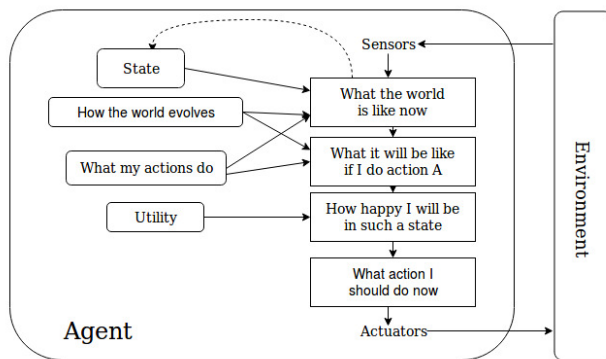 Sensors
State
What the world
is like now
How the world evolves
What it will be like
if I do action A
What my actions do
How happy I will be
in such a state
Utility
What action I
should do now
Agent
Actuators
Environment